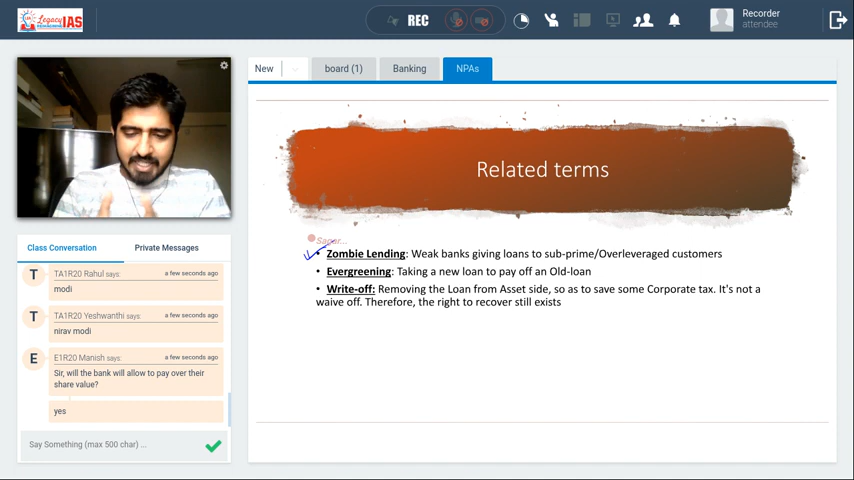 Legacy
IAS
REC
Recorder
attendee
New
board (1)
Banking
NPAs
Related terms
Sagar...
• Zombie Lending: Weak banks giving loans to sub-prime/Overleveraged customers
• Evergreening: Taking a new loan to pay off an Old-loan
• Write-off: Removing the Loan from Asset side, so as to save some Corporate tax. It's not a
waive off. Therefore, the right to recover still exists
Class Conversation
Private Messages
T
TA1R20 Rahul says:
a few seconds ago
modi
T
TA1R20 Yeshwanthi says:
a few seconds ago
nirav modi
E
E1R20 Manish says:
a few seconds ago
Sir, will the bank will allow to pay over their
share value?
yes
Say Something (max 500 char) ...